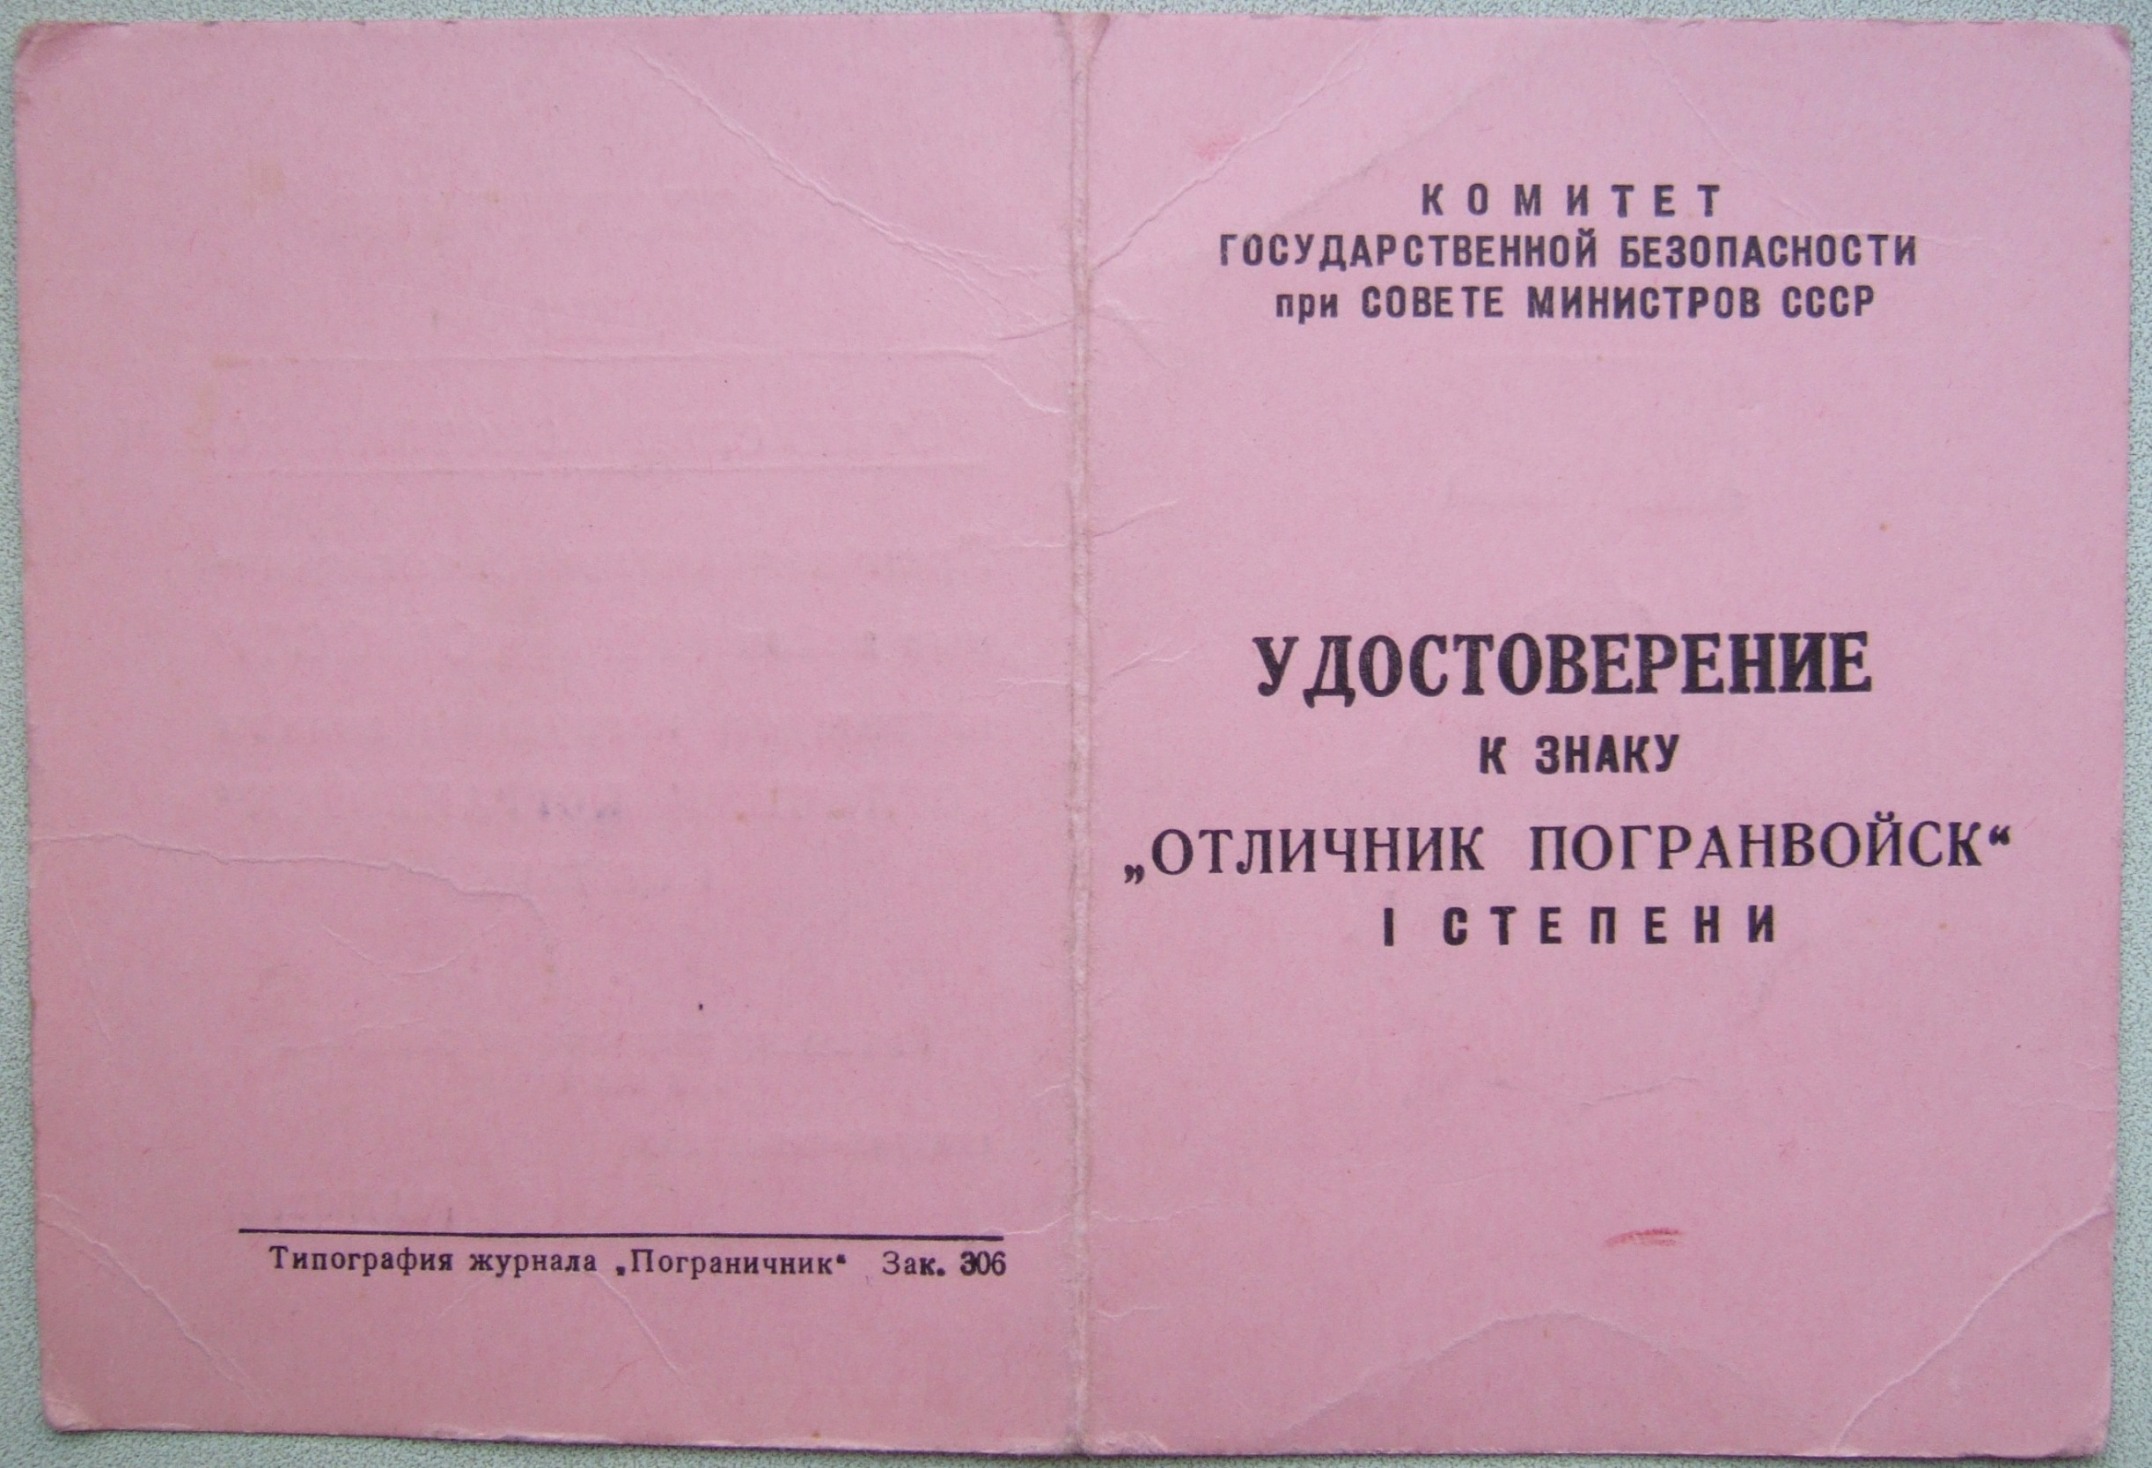 КОМИТЕТ
ГОСУДАРСТВЕННОЙ БЕЗОПАСНОСТИ
при СОВЕТЕ МИНИСТРОВ СССР
УДОСТОВЕРЕНИЕ
К ЗНАКУ
„ОТЛИЧНИК ПОГРАНВОЙСК“
I СТЕПЕНИ
Типография журнала „Пограничник“ Зак. 306